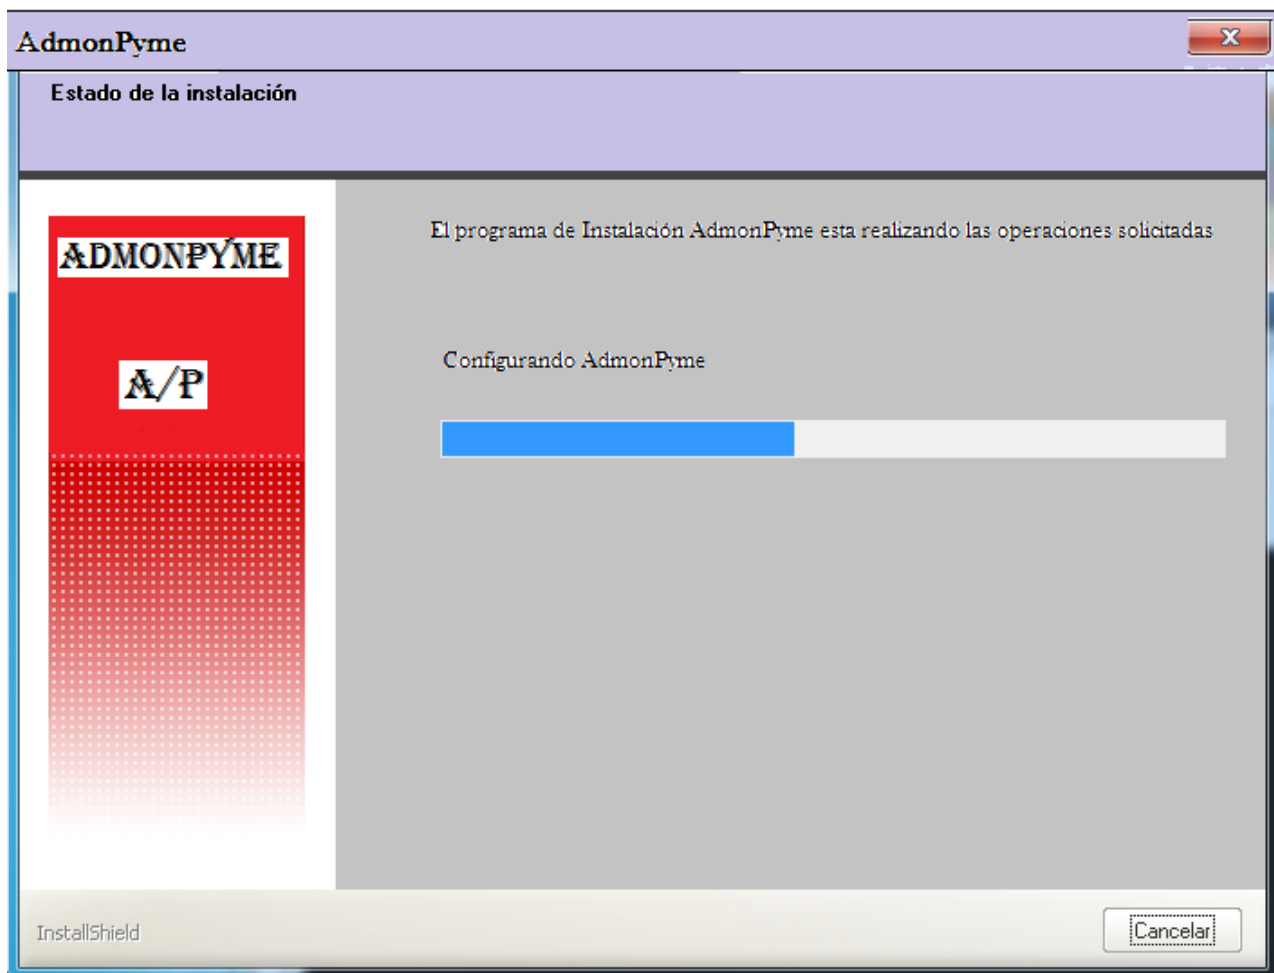 AdmonPyme
Estado de la instalación
El programa de Instalación AdmonPyme esta realizando las operaciones solicitadas
ADMONPYME
A/P
Configurando AdmonPyme
InstallShield
Cancelar